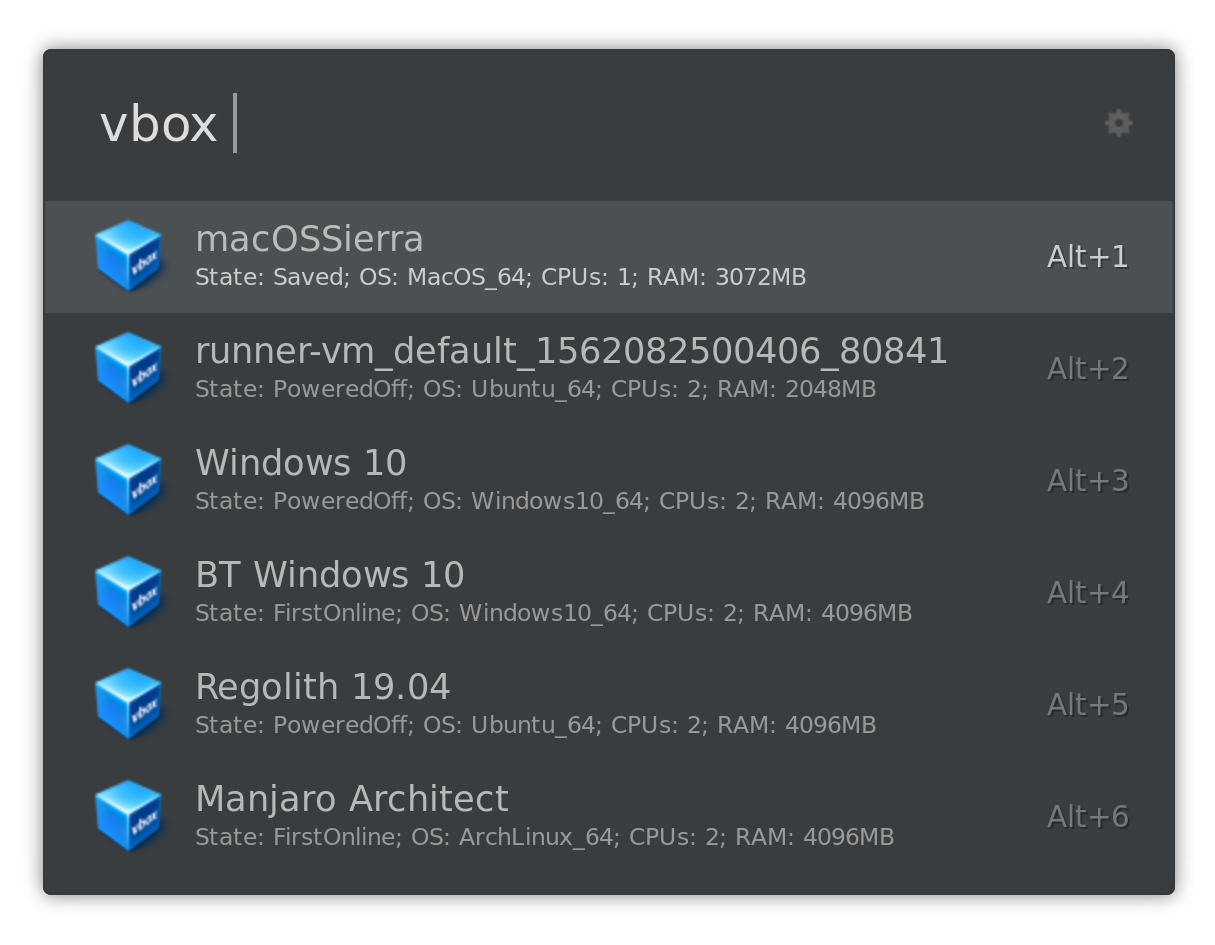 vbox
macOSSierra
State: Saved; OS: MacOS_64; CPUs: 1; RAM: 3072MB
Alt+1
vbox
runner-vm_default_1562082500406_80841
State: PoweredOff; OS: Ubuntu_64; CPUs: 2; RAM: 2048MB
Alt+2
vbox
Windows 10
State: PoweredOff; OS: Windows10_64; CPUs: 2; RAM: 4096MB
Alt+3
vbox
BT Windows 10
State: FirstOnline; OS: Windows10_64; CPUs: 2; RAM: 4096MB
Alt+4
vbox
Regolith 19.04
State: PoweredOff; OS: Ubuntu_64; CPUs: 2; RAM: 4096MB
Alt+5
vbox
Manjaro Architect
State: FirstOnline; OS: ArchLinux_64; CPUs: 2; RAM: 4096MB
Alt+6
vbox